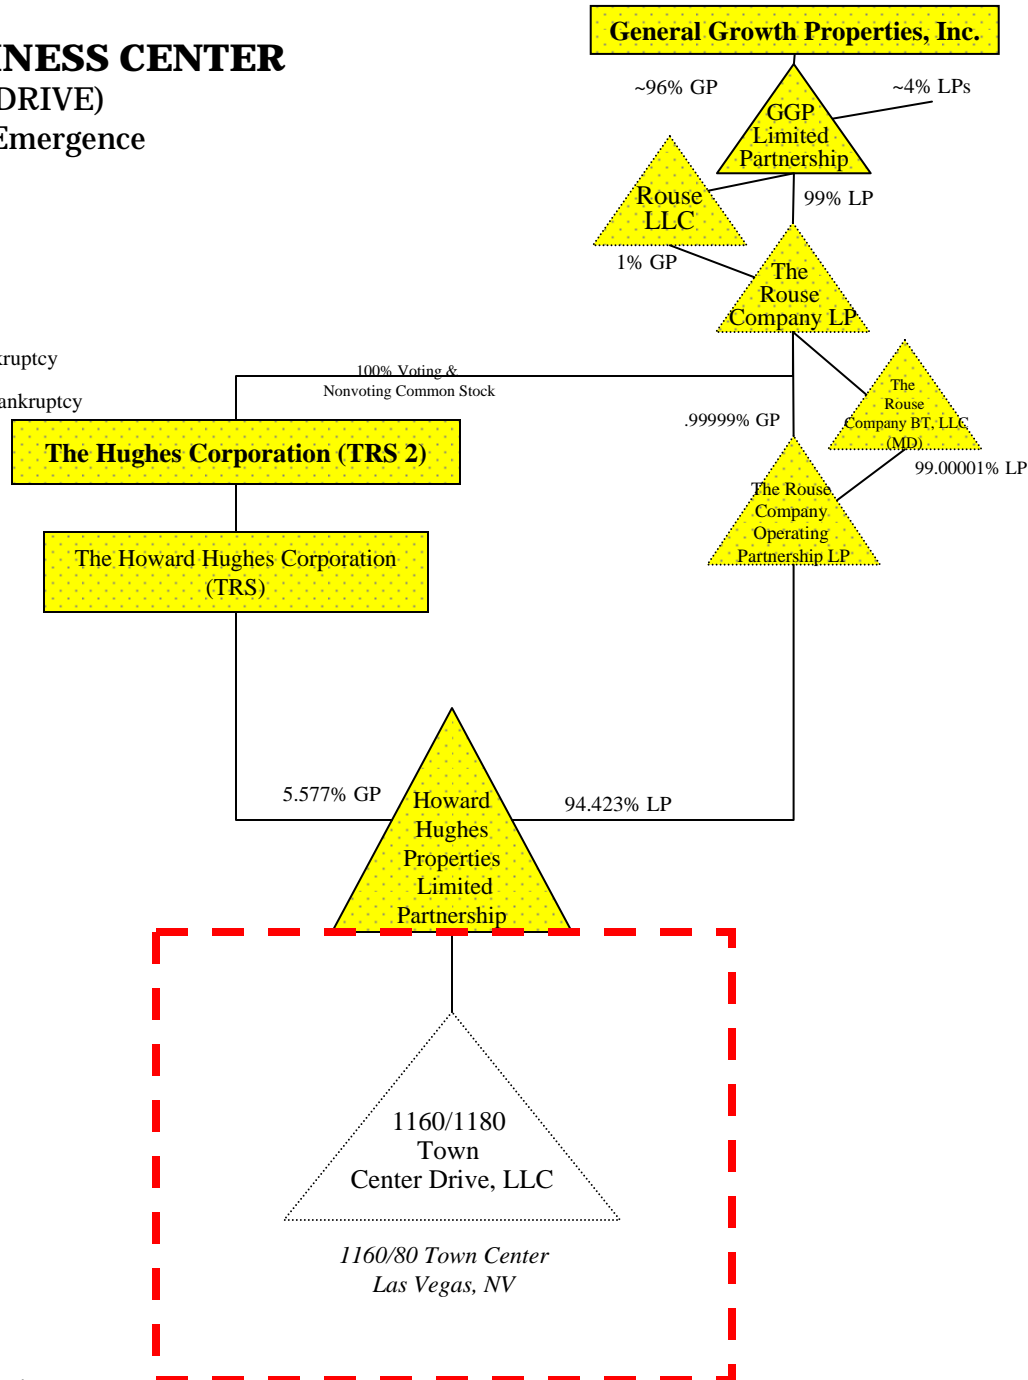 General Growth Properties, Inc.
INESS CENTER
DRIVE)
Emergence
~96% GP
~4% LPs
GGP
Limited
Partnership
Rouse
LLC
99% LP
1% GP
The
Rouse
Company LP
kruptcy
ankruptcy
100% Voting &
Nonvoting Common Stock
The
Rouse
Company BT, LLC
(MD)
.99999% GP
99.00001% LP
The Hughes Corporation (TRS 2)
The Rouse
Company
Operating
Partnership LP
The Howard Hughes Corporation
(TRS)
5.577% GP
94.423% LP
Howard
Hughes
Properties
Limited
Partnership
1160/1180
Town
Center Drive, LLC
1160/80 Town Center
Las Vegas, NV